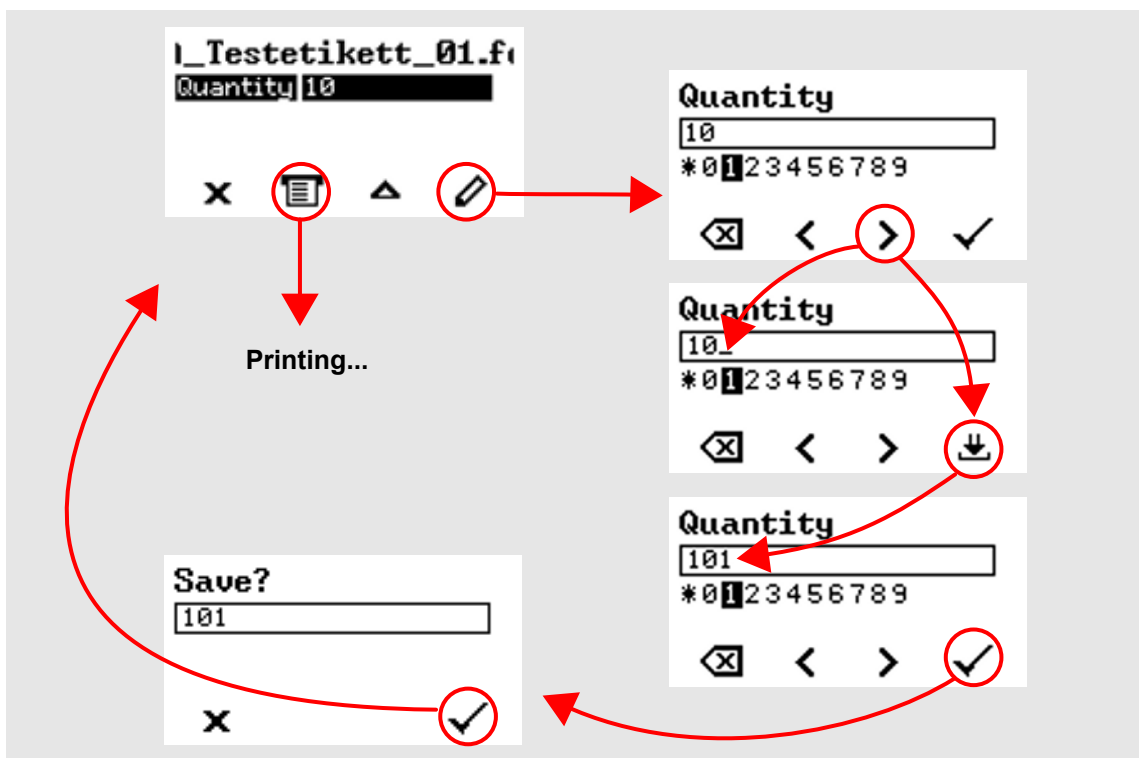 _Testetikett_01.f
Quantity 10
Printing...
Quantity
10
*0123456789
Quantity
10_
*0123456789
Quantity
101
*0123456789
Save?
101